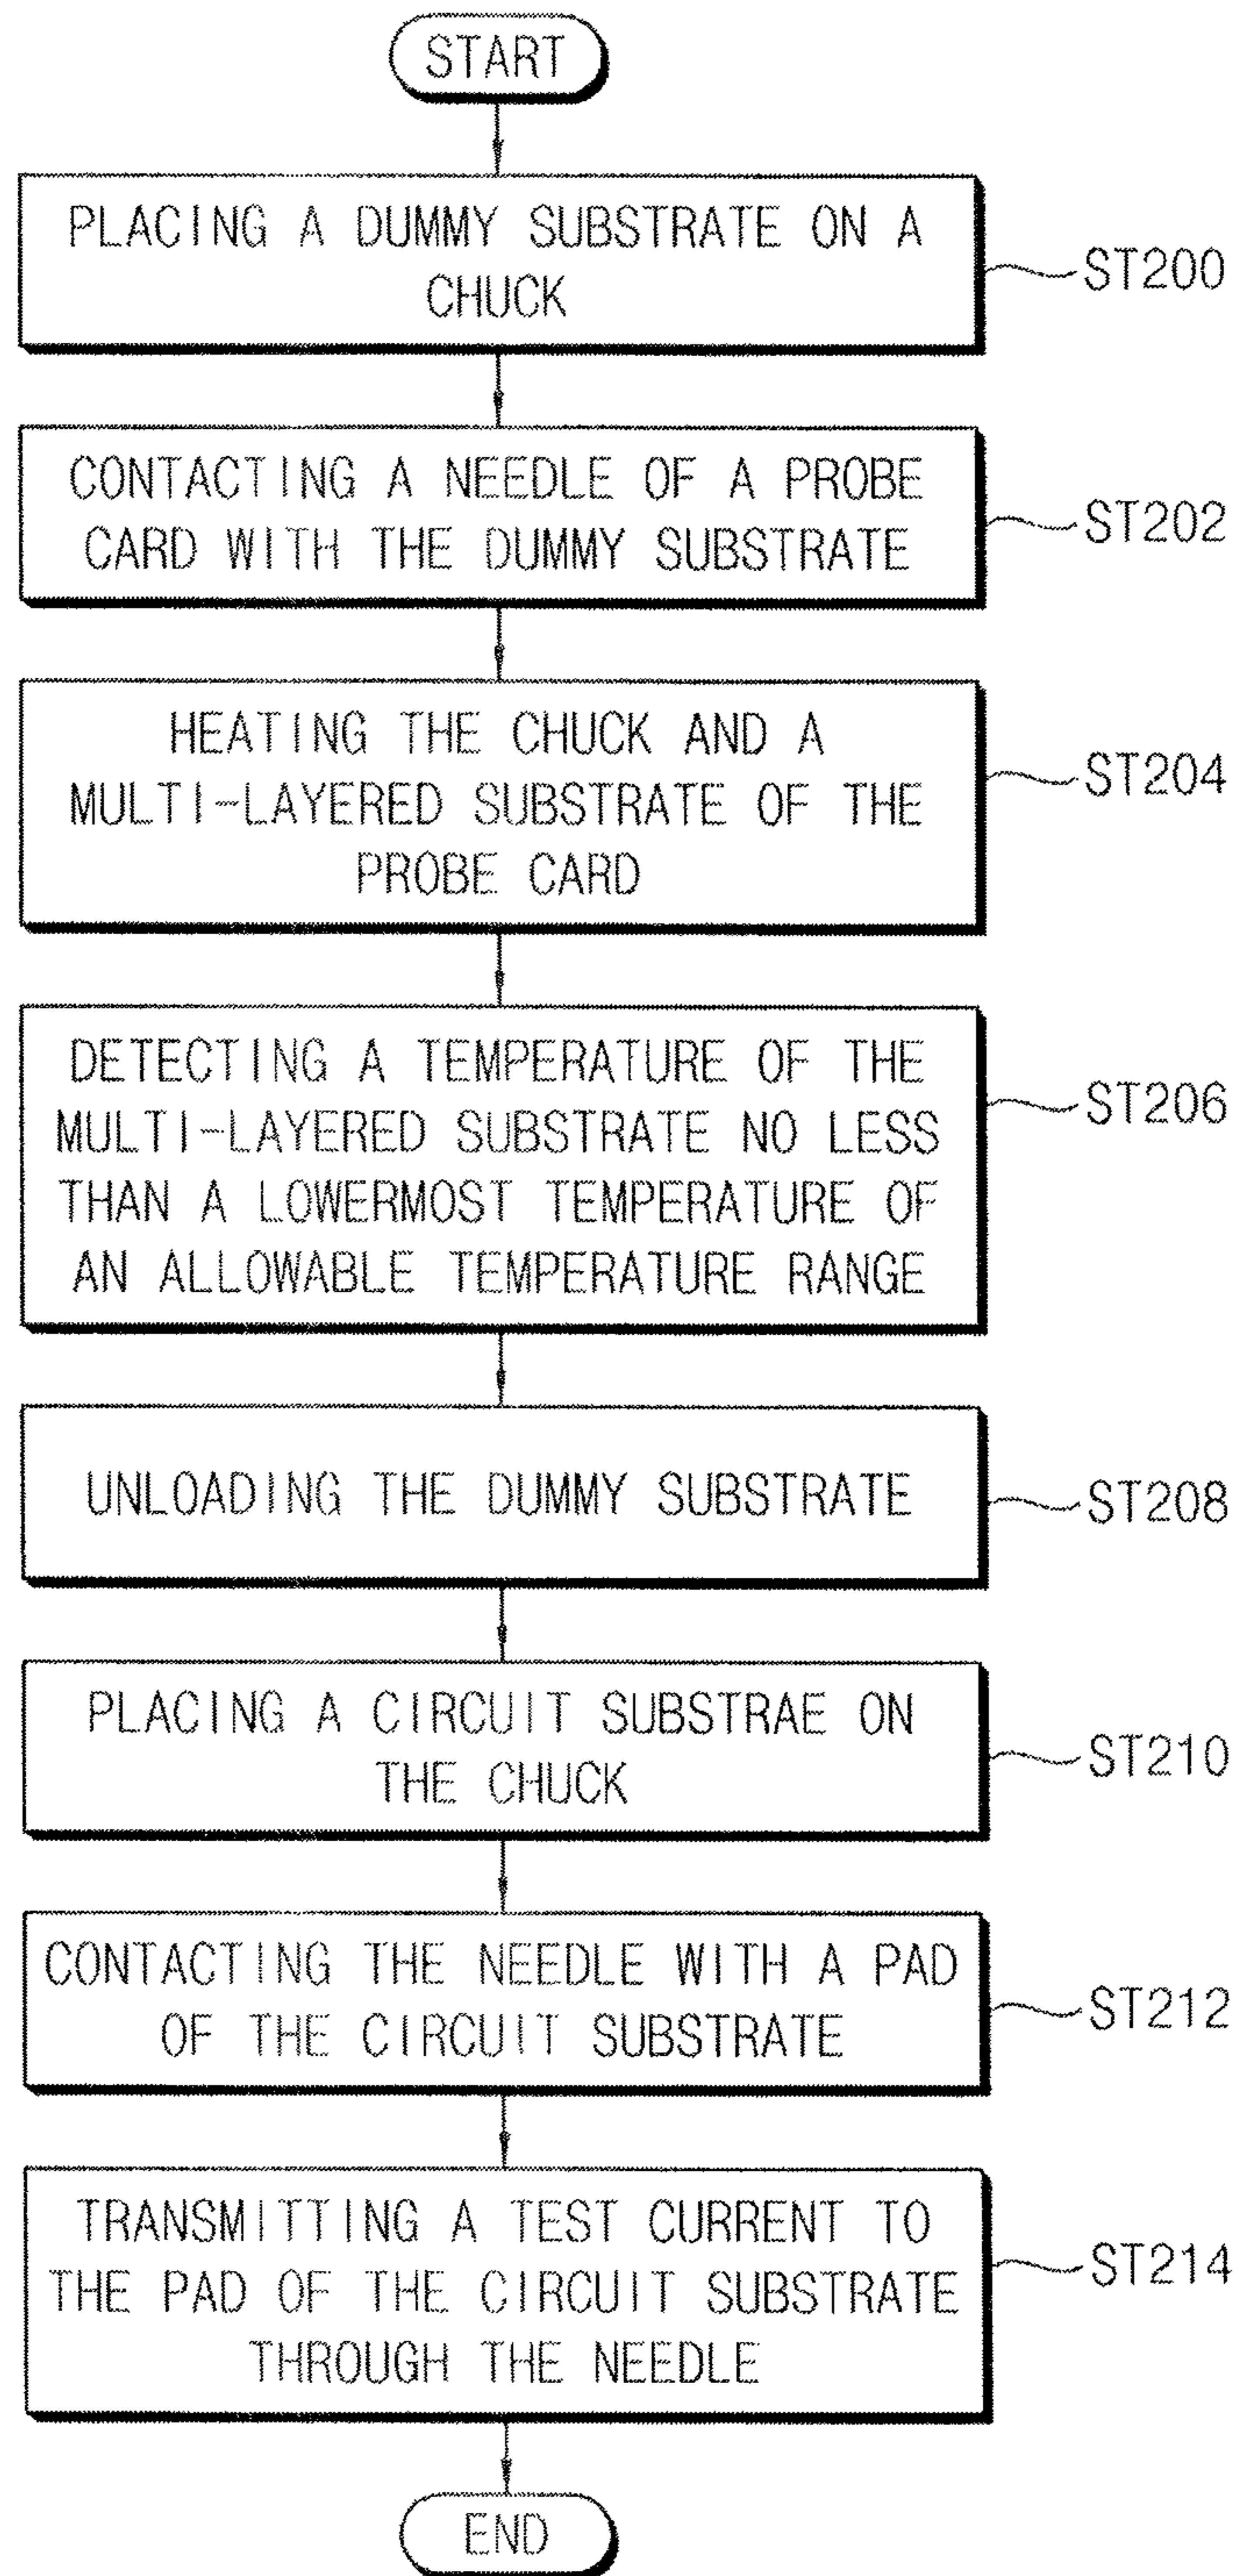 START
PLACING A DUMMY SUBSTRATE ON A
CHUCK
ST200
CONTACTING A NEEDLE OF A PROBE
CARD WITH THE DUMMY SUBSTRATE
ST202
HEATING THE CHUCK AND A
MULTI-LAYERED SUBSTRATE OF THE
PROBE CARD
ST204
DETECTING A TEMPERATURE OF THE
MULTI-LAYERED SUBSTRATE NO LESS
THAN A LOWERMOST TEMPERATURE OF
AN ALLOWABLE TEMPERATURE RANGE
ST206
UNLOADING THE DUMMY SUBSTRATE
ST208
PLACING A CIRCUIT SUBSTRAE ON
THE CHUCK
ST210
CONTACTING THE NEEDLE WITH A PAD
OF THE CIRCUIT SUBSTRATE
ST212
TRANSMITTING A TEST CURRENT TO
THE PAD OF THE CIRCUIT SUBSTRATE
THROUGH THE NEEDLE
ST214
END